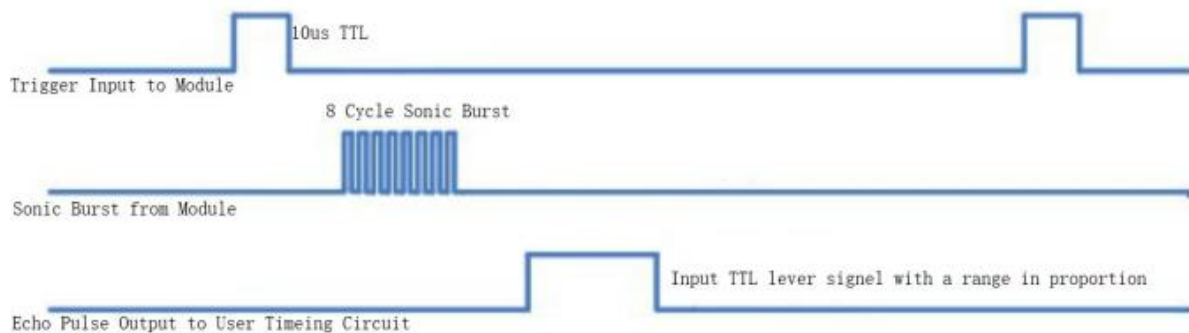 10us TTL
Trigger Input to Module
8 Cycle Sonic Burst
Sonic Burst from Module
Input TTL lever signel with a range in proportion
Echo Pulse Output to User Timeing Circuit